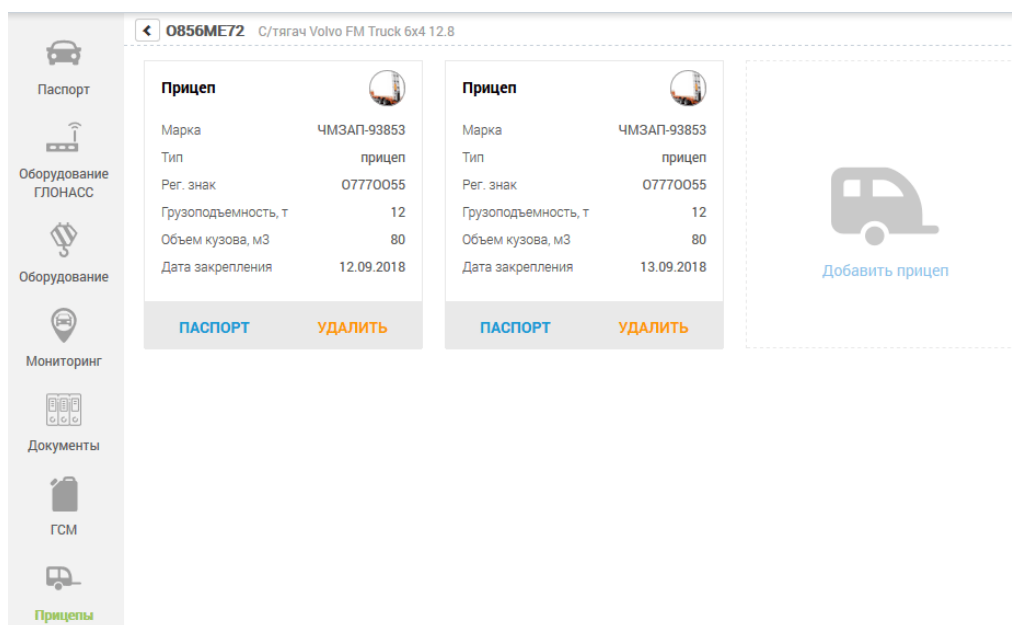 О856МЕ72 С/тягач Volvo FM Truck 6x4 12.8
Паспорт
Оборудование
ГЛОНАСС
Оборудование
Мониторинг
Документы
ГСМ
Прицепы
Прицеп
Марка ЧМЗАП-93853
Тип прицеп
Рег. знак О777ОО55
Грузоподъемность, т 12
Объем кузова, м3 80
Дата закрепления 12.09.2018
ПАСПОРТ УДАЛИТЬ
Прицеп
Марка ЧМЗАП-93853
Тип прицеп
Рег. знак О777ОО55
Грузоподъемность, т 12
Объем кузова, м3 80
Дата закрепления 13.09.2018
ПАСПОРТ УДАЛИТЬ
Добавить прицеп